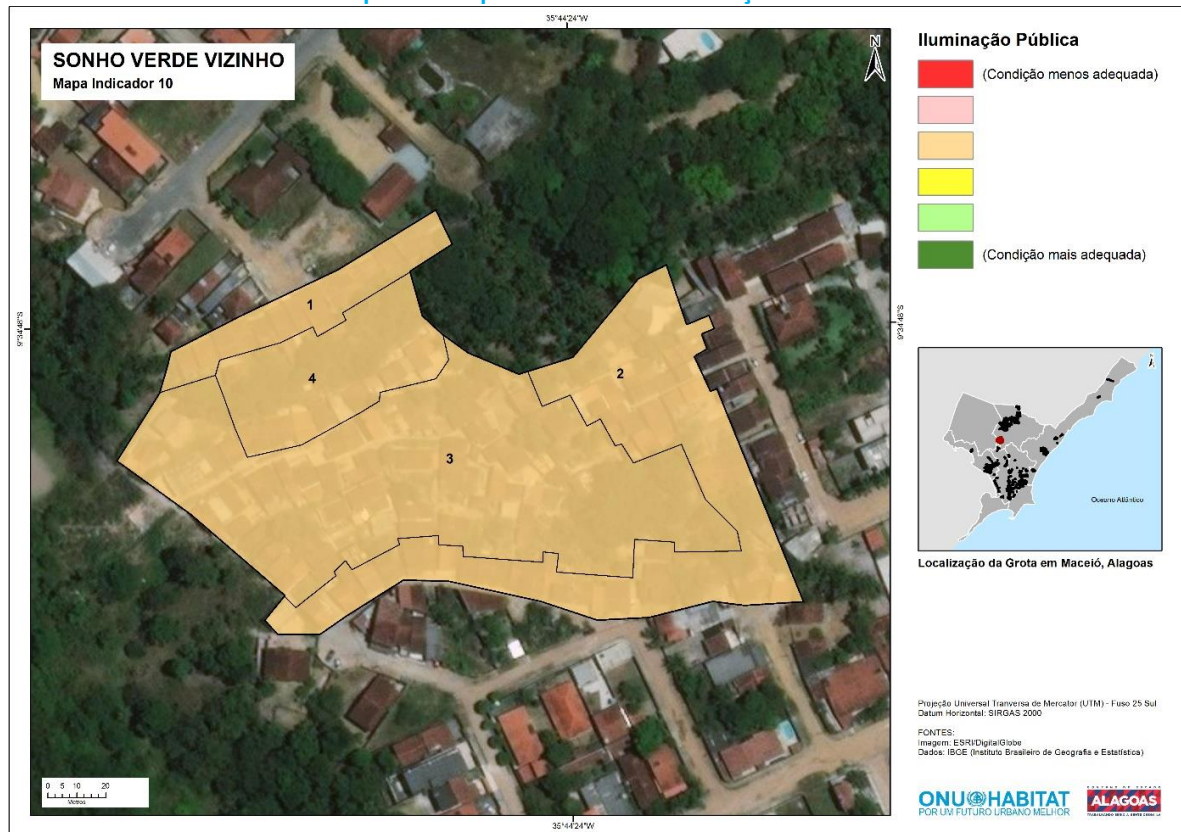 35°44'24"W
SONHO VERDE VIZINHO
Mapa Indicador 10
N
Iluminação Pública
(Condição menos adequada)
(Condição mais adequada)
9°34'48"S
9°34'48"S
1
2
4
3
Oceano Atlântico
Localização da Grota em Maceió, Alagoas
Projeção Universal Tranversa de Mercator (UTM) - Fuso 25 Sul
Datum Horizontal: SIRGAS 2000
FONTES:
Imagem: ESRI/DigitalGlobe
Dados: IBGE (Instituto Brasileiro de Geografia e Estatística)
0 5 10 20
Metros
35°44'24"W
ONU HABITAT
POR UM FUTURO URBANO MELHOR
ALAGOAS